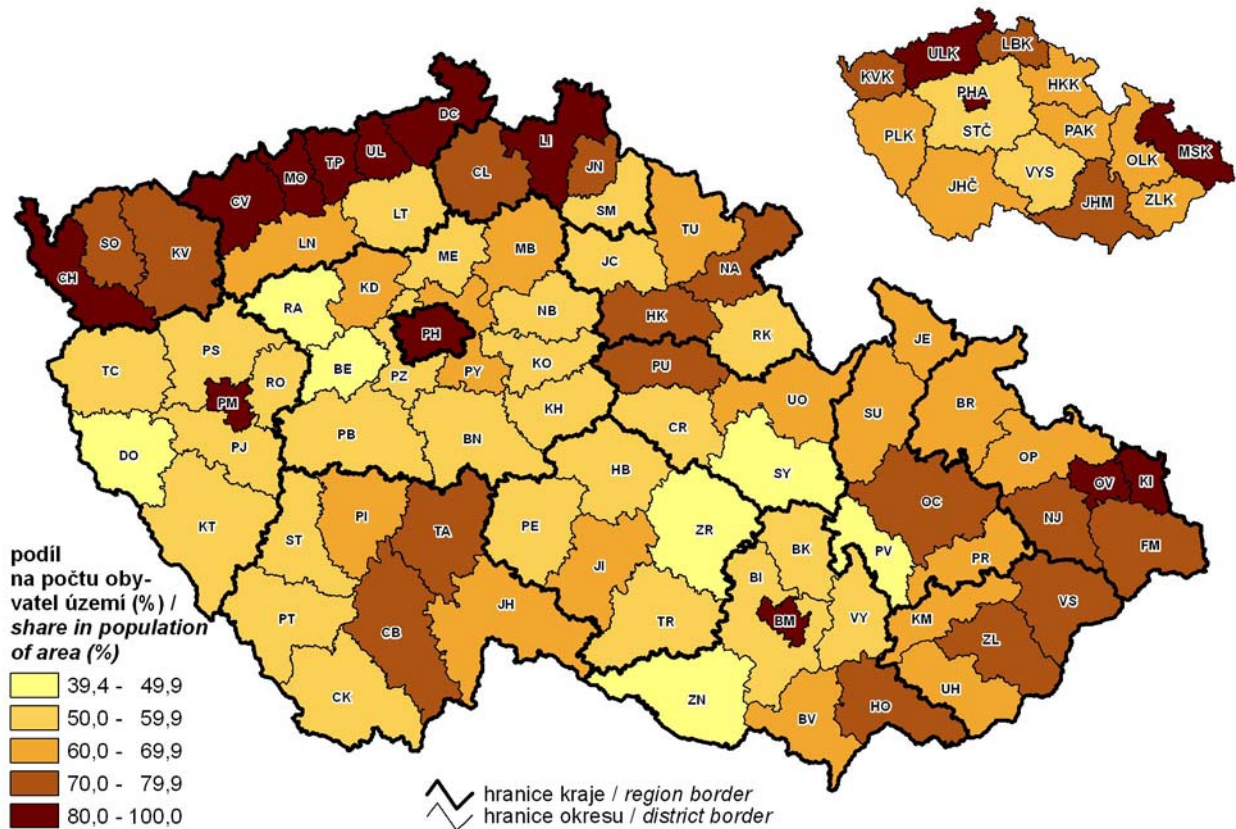 KVK
ULK
LBK
HKK
PHA
STČ
PLK
PAK
OLK
MSK
VYS
JHČ
JHM
ZLK
DC
LI
UL
TP
MO
CV
CL
JN
SO
KV
LT
SM
CH
LN
TU
ME
MB
JC
NA
RA
KD
PH
NB
HK
RK
TC
PS
BE
PZ
PY
KO
PU
JE
RO
PM
KH
UO
SU
BR
DO
PJ
PB
BN
CR
SY
OP
HB
OV
KI
KT
ST
PI
TA
PE
ZR
OC
NJ
FM
BK
PV
PR
JI
BI
VS
PT
CB
JH
TR
BM
VY
KM
ZL
CK
ZN
BV
HO
UH
podíl
na počtu oby-
vatel území (%) /
share in population
of area (%)
39,4 - 49,9
50,0 - 59,9
60,0 - 69,9
70,0 - 79,9
80,0 - 100,0
hranice kraje / region border
hranice okresu / district border